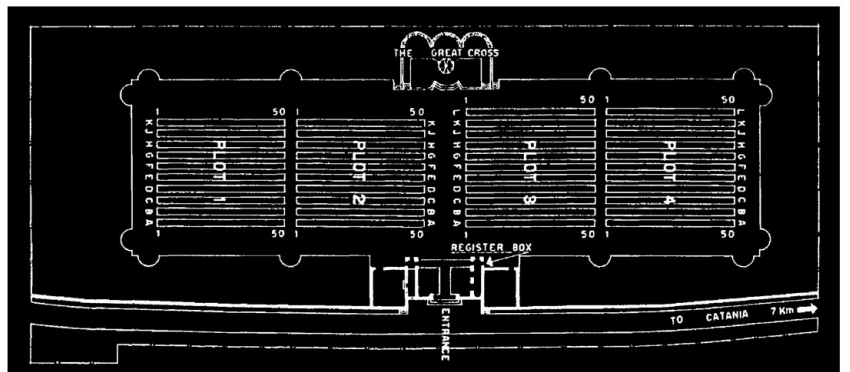 THE GREAT CROSS
1 50 1 50 1 50 1 50
L L
K K K K
J J J J
H H H H
G G G G
F F F F
E E E E
D D D D
C C C C
B B B B
A A A A
PLOT 1 PLOT 2 PLOT 3 PLOT 4
1 50 1 50 1 50 1 50
REGISTER BOX
ENTRANCE
TO CATANIA 7 Km